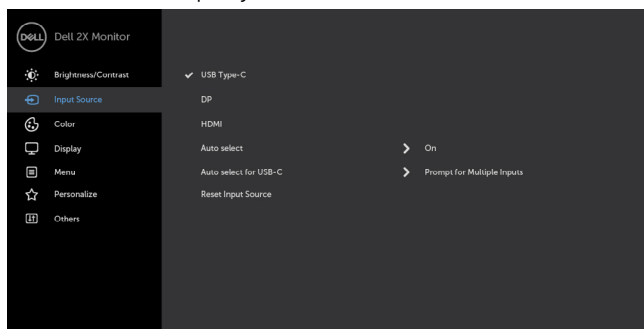 DELL Dell 2X Monitor
Brightness/Contrast USB Type-C
Input Source DP
Color HDMI
Display Auto select On
Menu Auto select for USB-C Prompt for Multiple Inputs
Personalize Reset Input Source
Others